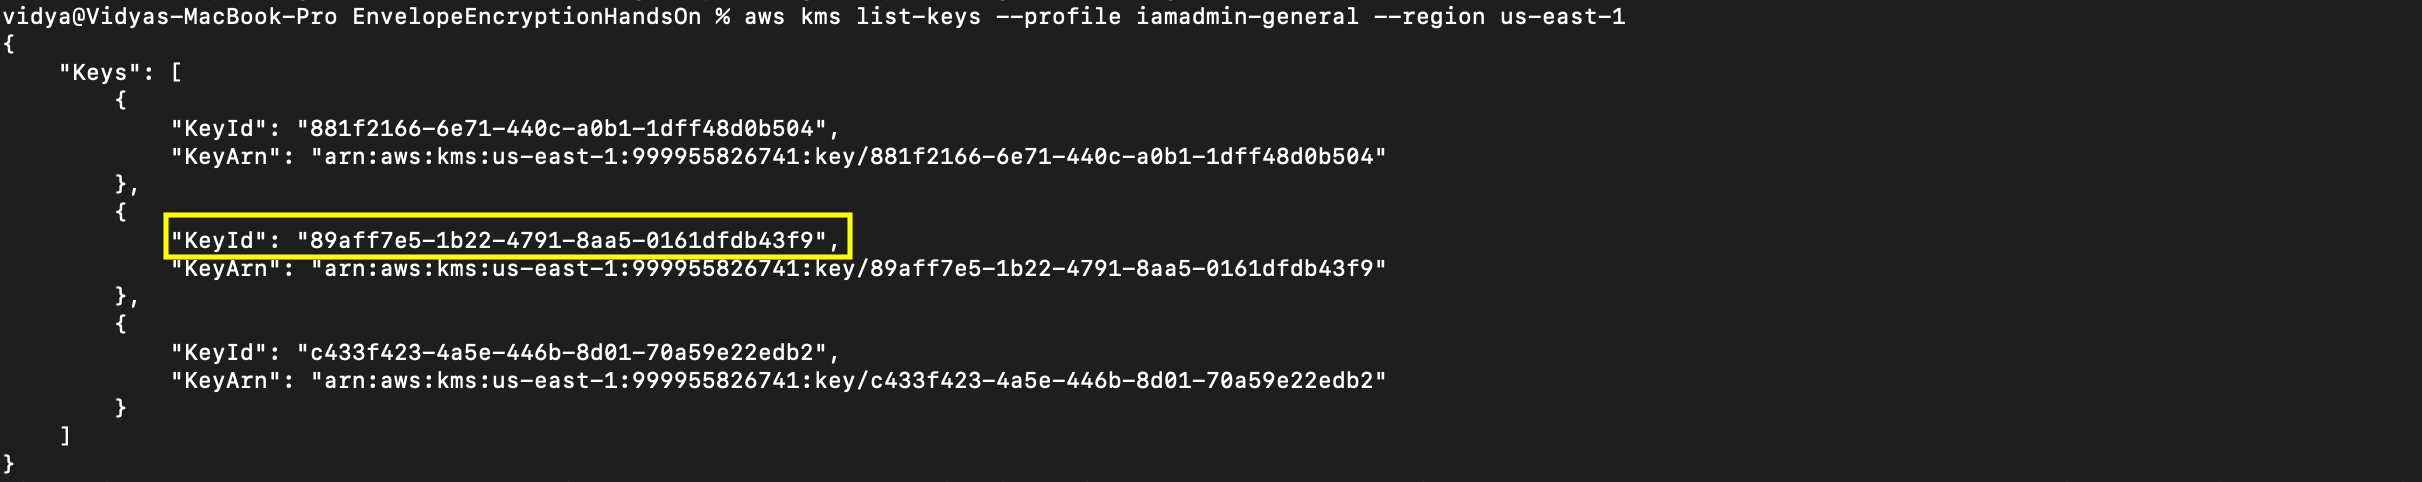 vidya@Vidyas-MacBook-Pro EnvelopeEncryptionHandsOn % aws kms list-keys --profile iamadmin-general --region us-east-1
{
    "Keys": [
        {
            "KeyId": "881f2166-6e71-440c-a0b1-1dff48d0b504",
            "KeyArn": "arn:aws:kms:us-east-1:999955826741:key/881f2166-6e71-440c-a0b1-1dff48d0b504"
        },
        {
            "KeyId": "89aff7e5-1b22-4791-8aa5-0161dfdb43f9",
            "KeyArn": "arn:aws:kms:us-east-1:999955826741:key/89aff7e5-1b22-4791-8aa5-0161dfdb43f9"
        },
        {
            "KeyId": "c433f423-4a5e-446b-8d01-70a59e22edb2",
            "KeyArn": "arn:aws:kms:us-east-1:999955826741:key/c433f423-4a5e-446b-8d01-70a59e22edb2"
        }
    ]
}